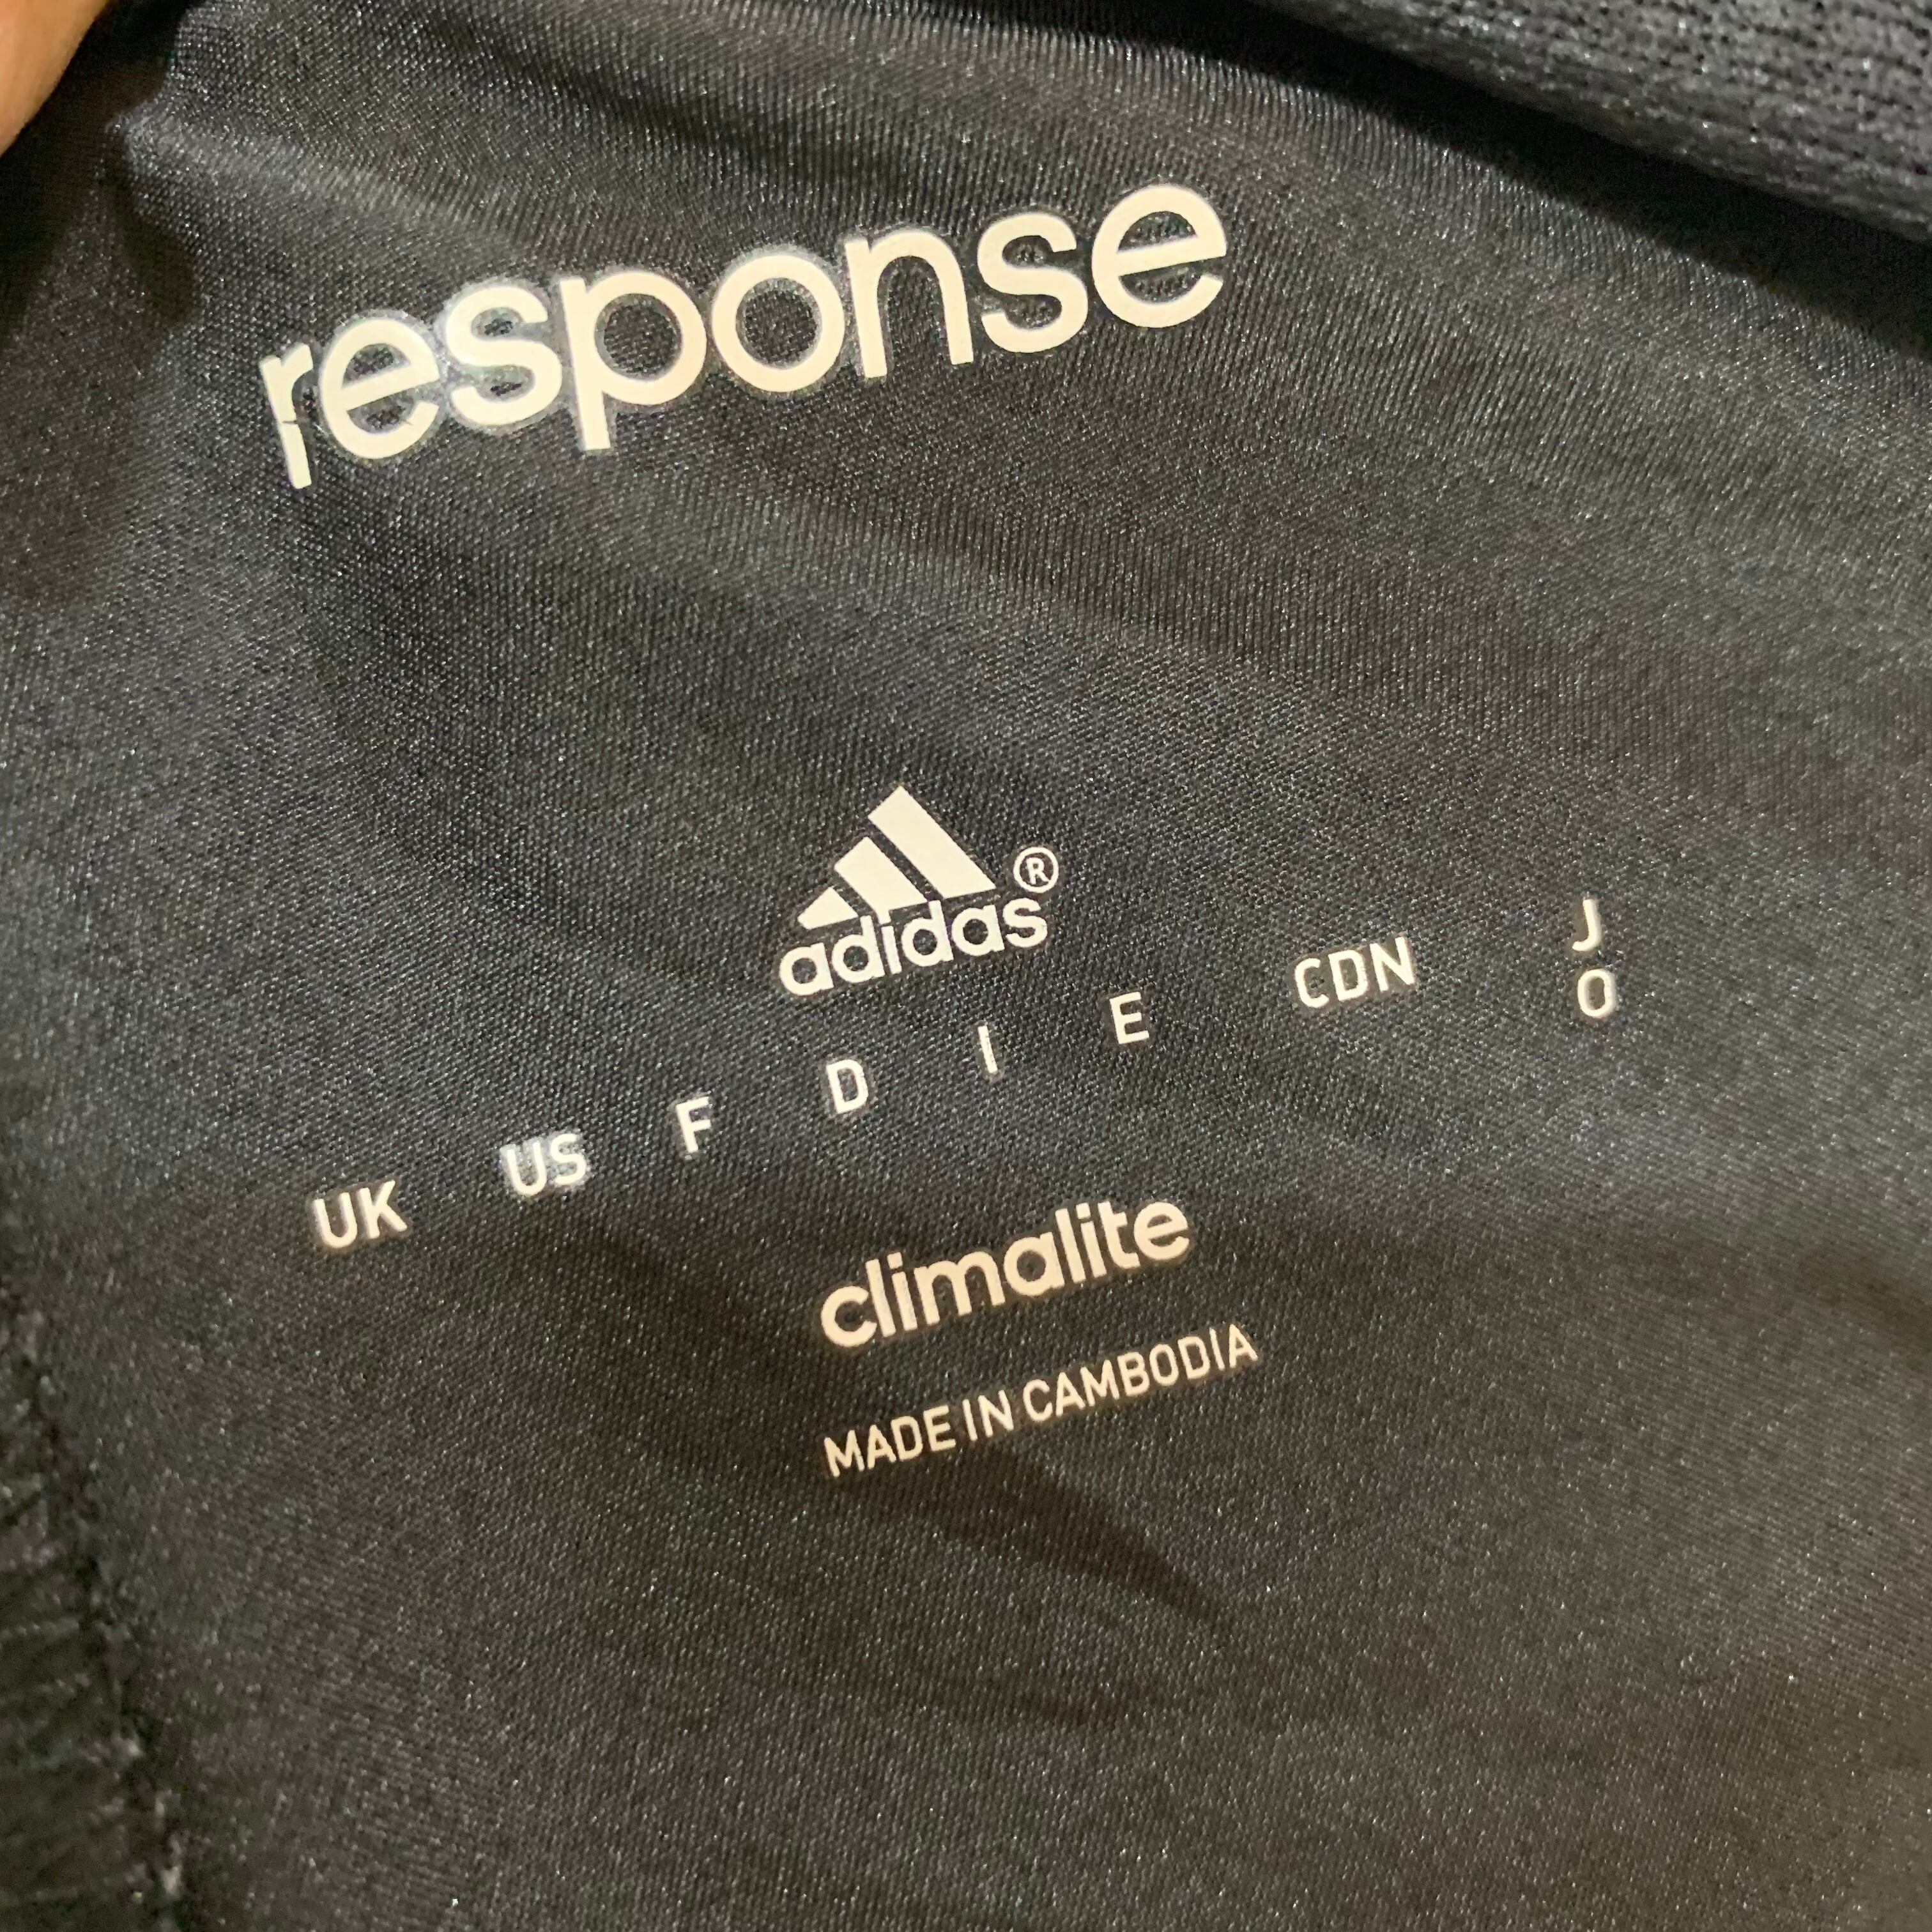 response
adidas®
UK US F D I E CDN J
O
climalite
MADE IN CAMBODIA